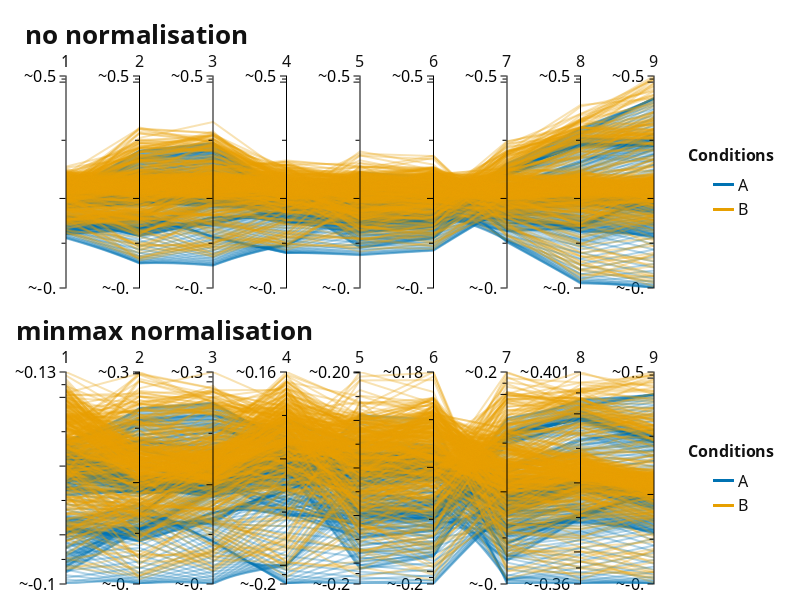 no normalisation
1 2 3 4 5 6 7 8 9
~0.5 ~0.5 ~0.5 ~0.5 ~0.5 ~0.5 ~0.5 ~0.5 ~0.5
Conditions
A
B
~-0. ~-0. ~-0. ~-0. ~-0. ~-0. ~-0. ~-0. ~-0.
minmax normalisation
1 2 3 4 5 6 7 8 9
~0.13 ~0.3 ~0.3 ~0.16 ~0.20 ~0.18 ~0.2 ~0.401 ~0.5
Conditions
A
B
~-0.1 ~-0. ~-0. ~-0.2 ~-0.2 ~-0.2 ~-0. ~-0.36 ~-0.